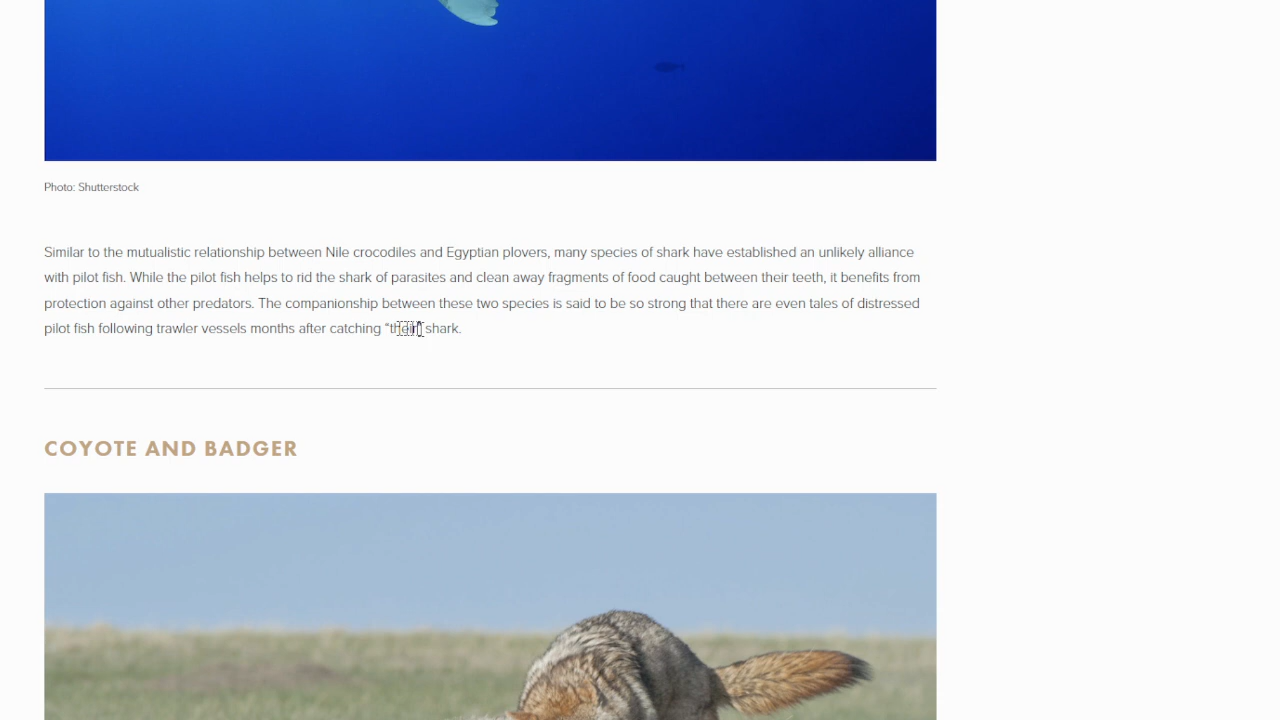 Photo: Shutterstock
Similar to the mutualistic relationship between Nile crocodiles and Egyptian plovers, many species of shark have established an unlikely alliance
with pilot fish. While the pilot fish helps to rid the shark of parasites and clean away fragments of food caught between their teeth, it benefits from
protection against other predators. The companionship between these two species is said to be so strong that there are even tales of distressed
pilot fish following trawler vessels months after catching “their” shark.
COYOTE AND BADGER